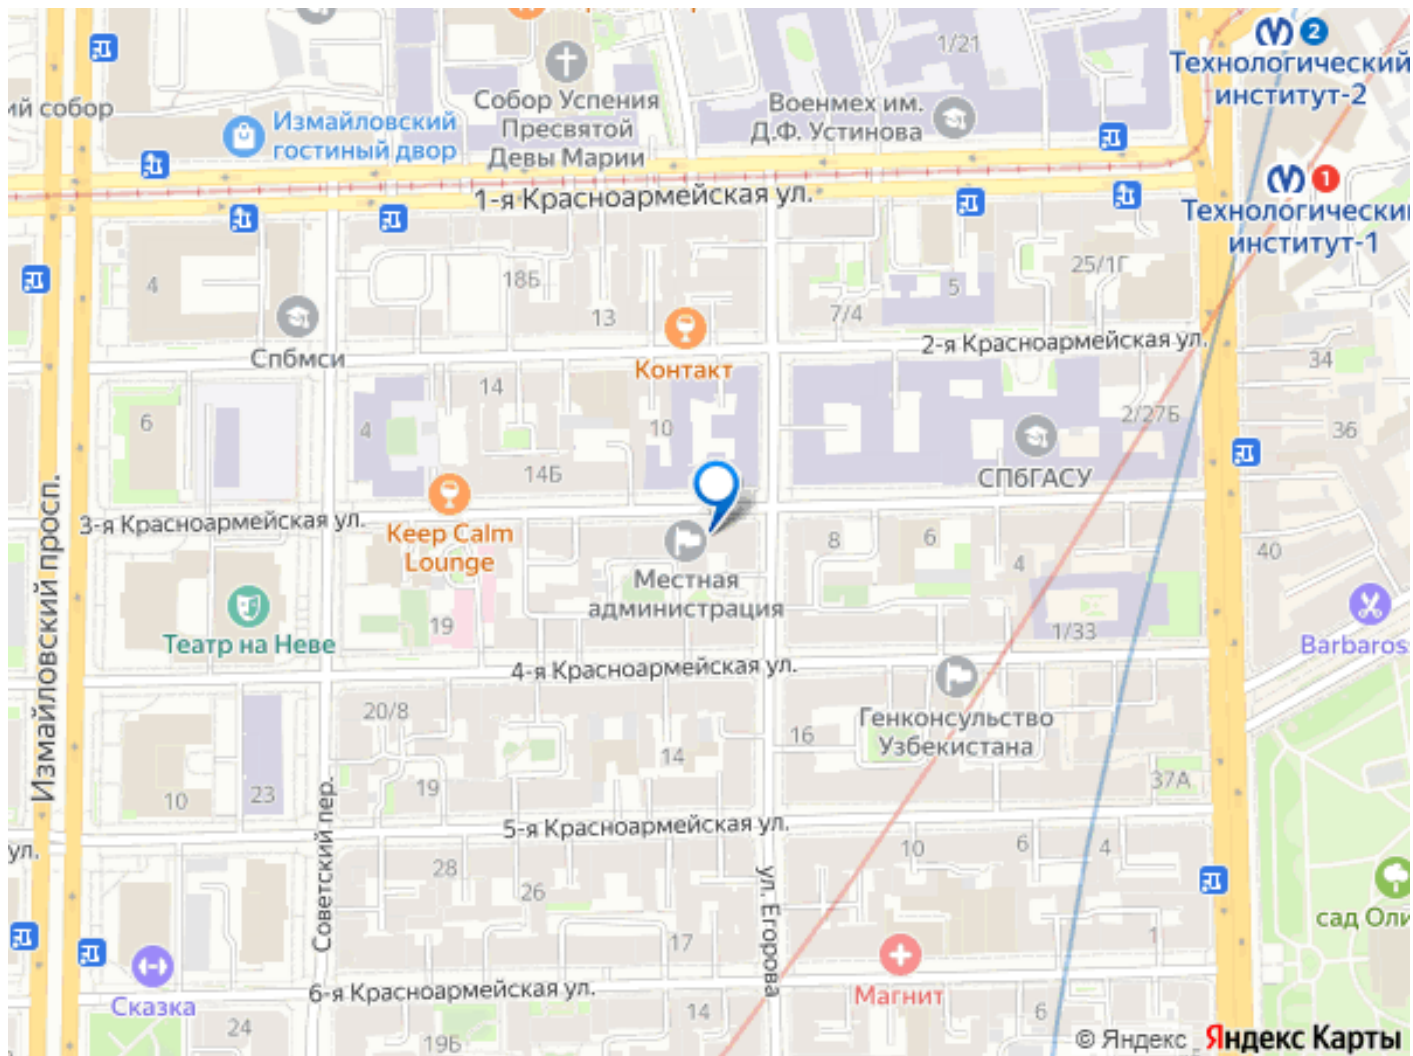 2
Технологический
институт-2
1/21
Собор Успения
Пресвятой
Девы Марии
Военмех им.
Д.Ф. Устинова
ий собор
Измайловский
гостиный двор
1
Технологически
институт-1
1-я Красноармейская ул.
25/1Г
18Б
4
5
13
7/4
Спбмси
Контакт
2-я Красноармейская ул.
34
14
6
4
10
2/27Б
36
14Б
СПбГАСУ
3-я Красноармейская ул.
Keep Calm
Lounge
8
6
4
40
Местная
администрация
Измайловский просп.
Театр на Неве
19
1/33
Barbaros
4-я Красноармейская ул.
20/8
Генконсульство
Узбекистана
16
14
37А
19
10
23
5-я Красноармейская ул.
ул.
Советский пер.
28
26
10
6
4
ул. Егорова
17
1
сад Оли
Сказка
6-я Красноармейская ул.
Магнит
24
19Б
14
6
© Яндекс
Яндекс Карты